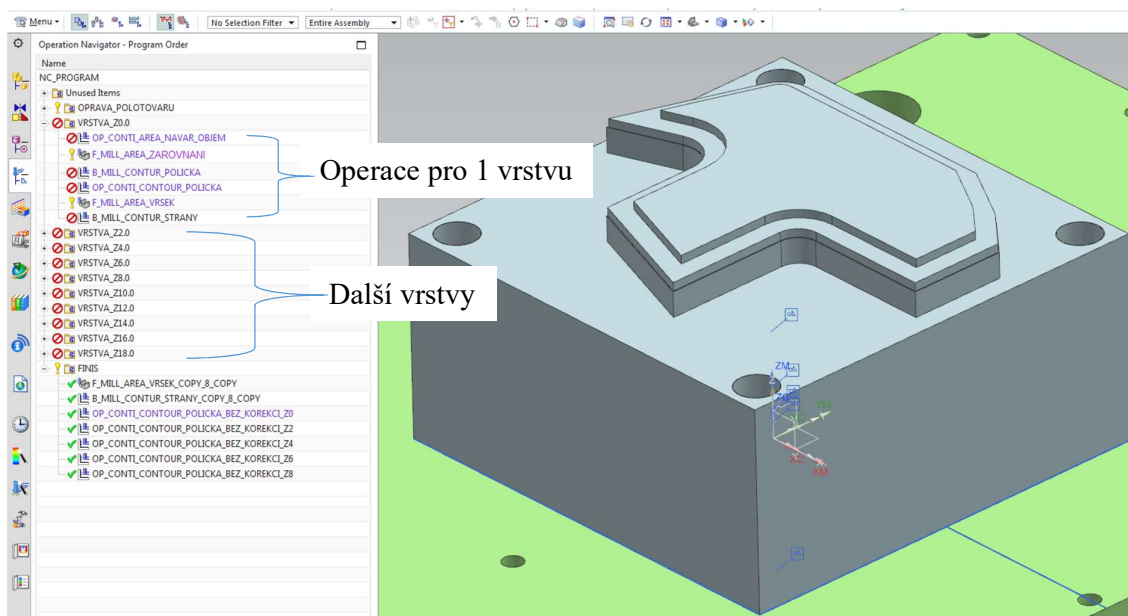 Menu
No Selection Filter
Entire Assembly
Operation Navigator - Program Order
Name
NC_PROGRAM
Unused Items
OPRAVA_POLOTOVARU
VRSTVA_Z0.0
OP_CONTI_AREA_NAVAR_OBJEM
F_MILL_AREA_ZAROVNANI
B_MILL_CONTUR_POLICKA
OP_CONTI_CONTOUR_POLICKA
F_MILL_AREA_VRSEK
B_MILL_CONTUR_STRANY
Operace pro 1 vrstvu
VRSTVA_Z2.0
VRSTVA_Z4.0
VRSTVA_Z6.0
VRSTVA_Z8.0
VRSTVA_Z10.0
VRSTVA_Z12.0
VRSTVA_Z14.0
VRSTVA_Z16.0
VRSTVA_Z18.0
Další vrstvy
FINIS
F_MILL_AREA_VRSEK_COPY_8_COPY
B_MILL_CONTUR_STRANY_COPY_8_COPY
OP_CONTI_CONTOUR_POLICKA_BEZ_KOREKCI_Z0
OP_CONTI_CONTOUR_POLICKA_BEZ_KOREKCI_Z2
OP_CONTI_CONTOUR_POLICKA_BEZ_KOREKCI_Z4
OP_CONTI_CONTOUR_POLICKA_BEZ_KOREKCI_Z6
OP_CONTI_CONTOUR_POLICKA_BEZ_KOREKCI_Z8
ZM
YM
XM